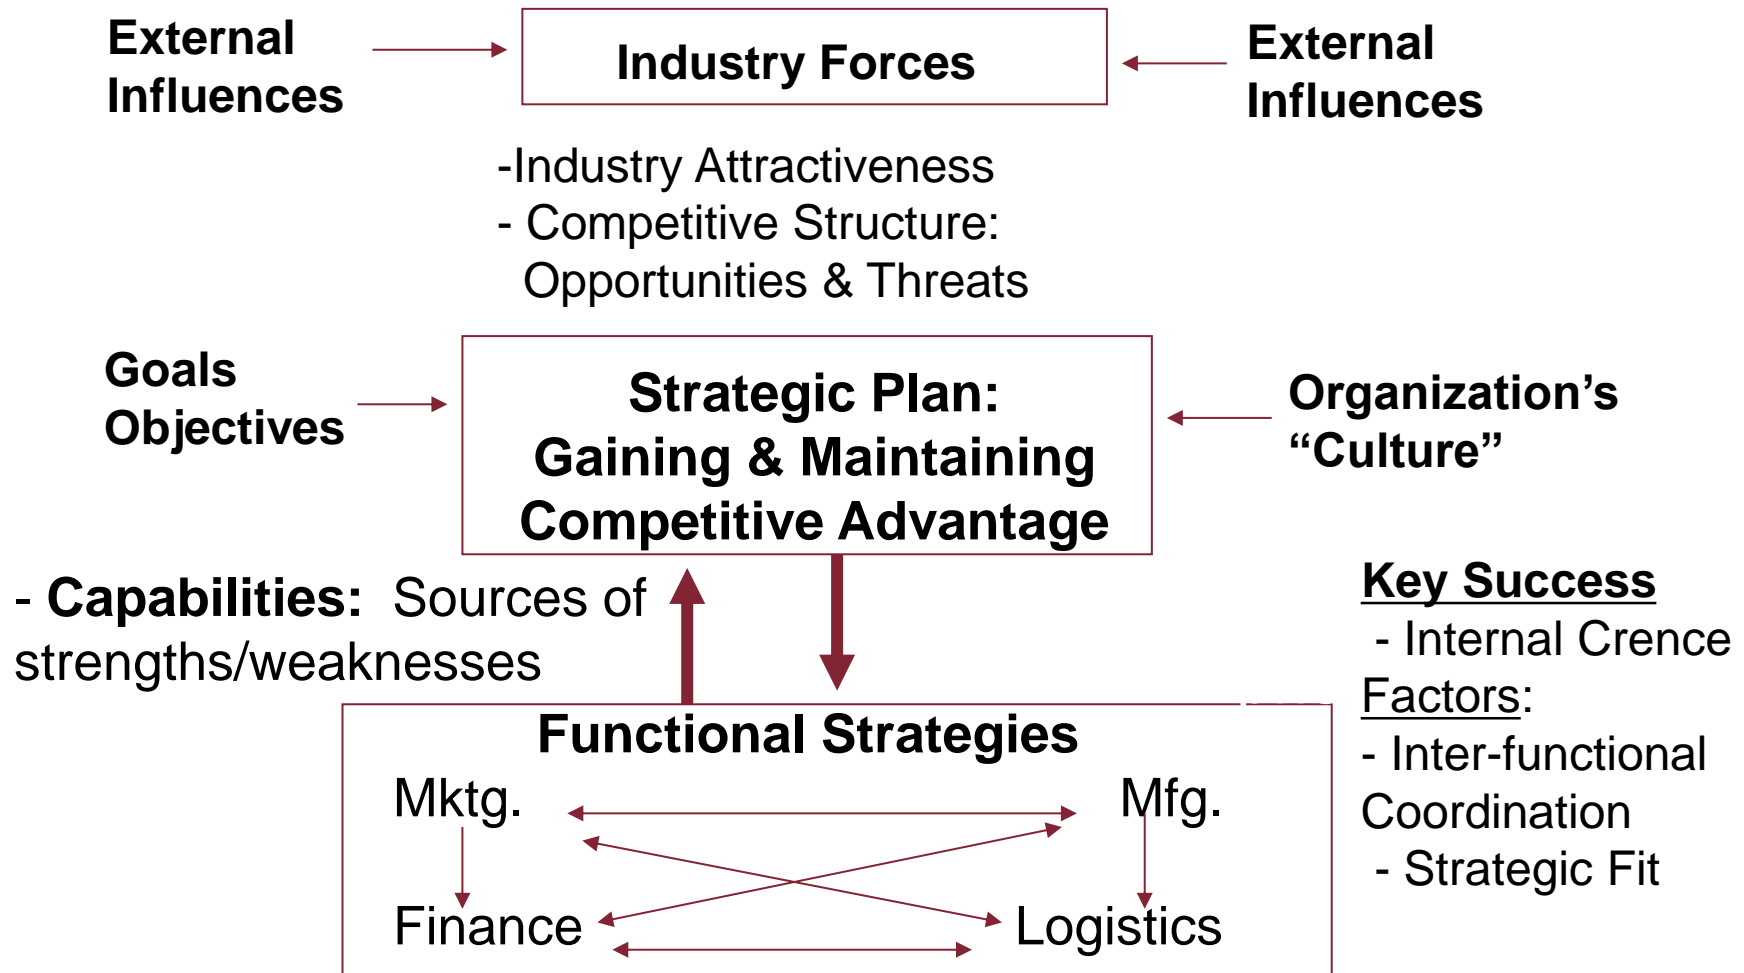 External
Influences
Industry Forces
External
Influences
-Industry Attractiveness
- Competitive Structure:
Opportunities & Threats
Goals
Objectives
Strategic Plan:
Gaining & Maintaining
Competitive Advantage
Organization’s
“Culture”
- Capabilities: Sources of
strengths/weaknesses
Key Success
- Internal Crence
Factors:
- Inter-functional
Coordination
- Strategic Fit
Functional Strategies
Mktg.
Mfg.
Finance
Logistics